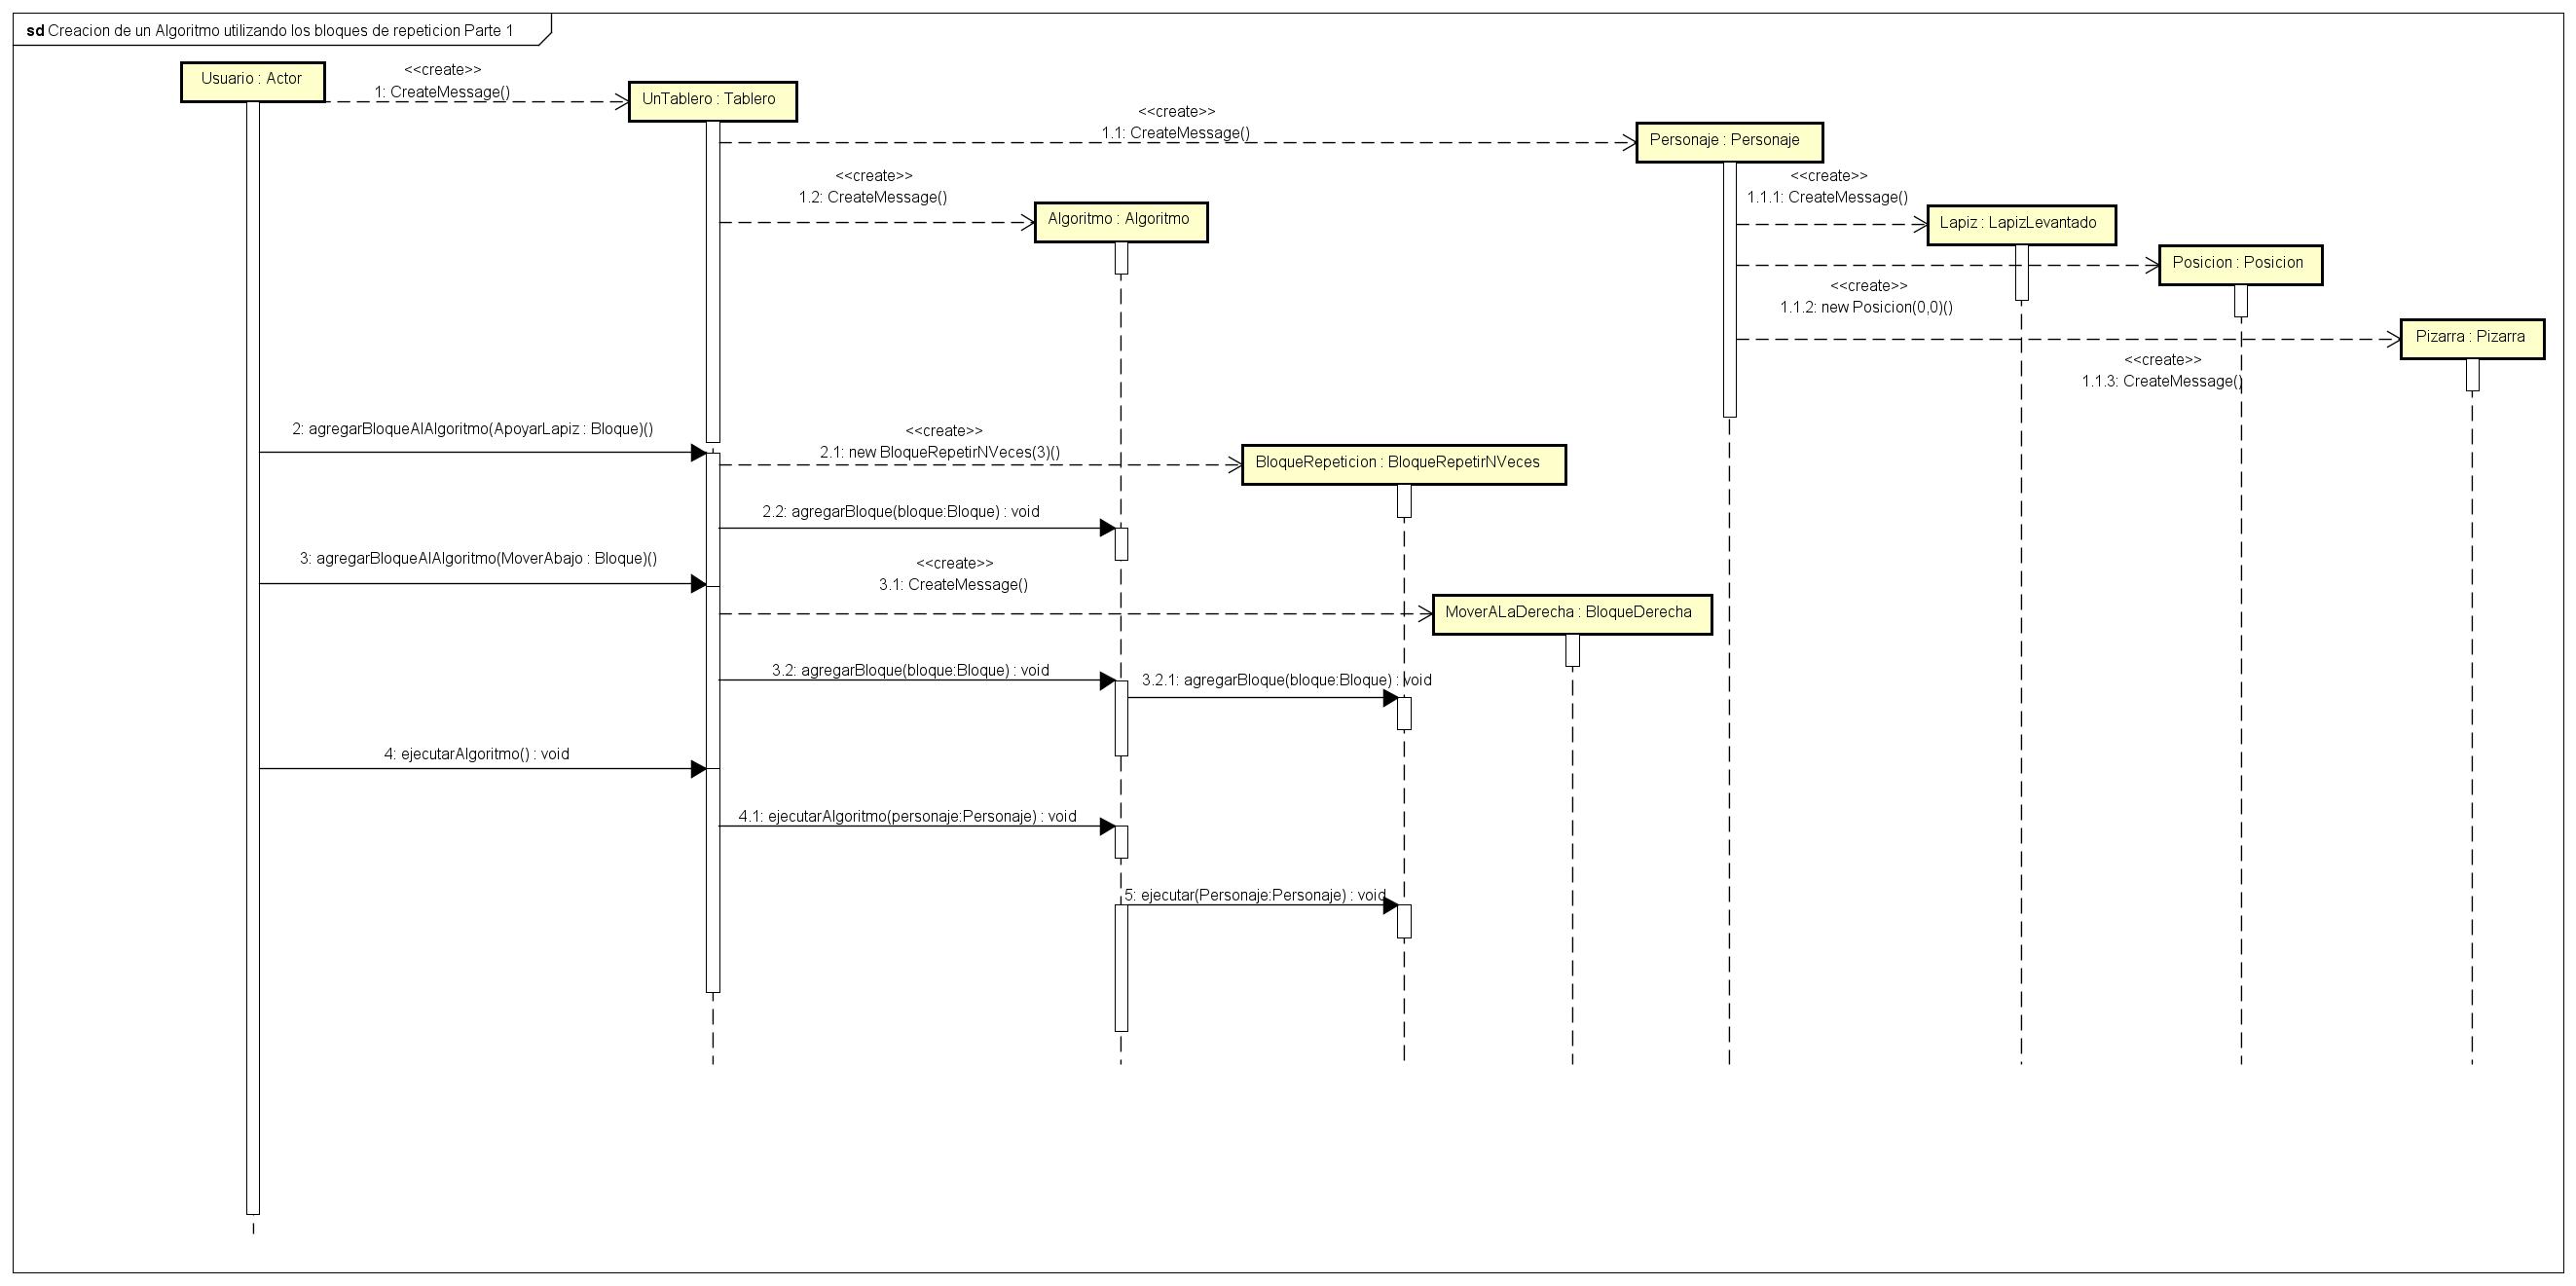 sd Creacion de un Algoritmo utilizando los bloques de repeticion Parte 1
Usuario : Actor
<<create>>
1: CreateMessage()
UnTablero : Tablero
<<create>>
1.1: CreateMessage()
Personaje : Personaje
<<create>>
1.2: CreateMessage()
Algoritmo : Algoritmo
<<create>>
1.1.1: CreateMessage()
Lapiz : LapizLevantado
Posicion : Posicion
<<create>>
1.1.2: new Posicion(0,0)()
Pizarra : Pizarra
<<create>>
1.1.3: CreateMessage()
2: agregarBloqueAlAlgoritmo(ApoyarLapiz : Bloque)()
<<create>>
2.1: new BloqueRepetirNVeces(3)()
BloqueRepeticion : BloqueRepetirNVeces
2.2: agregarBloque(bloque:Bloque) : void
3: agregarBloqueAlAlgoritmo(MoverAbajo : Bloque)()
<<create>>
3.1: CreateMessage()
MoverALaDerecha : BloqueDerecha
3.2: agregarBloque(bloque:Bloque) : void
3.2.1: agregarBloque(bloque:Bloque) : void
4: ejecutarAlgoritmo() : void
4.1: ejecutarAlgoritmo(personaje:Personaje) : void
5: ejecutar(Personaje:Personaje) : void